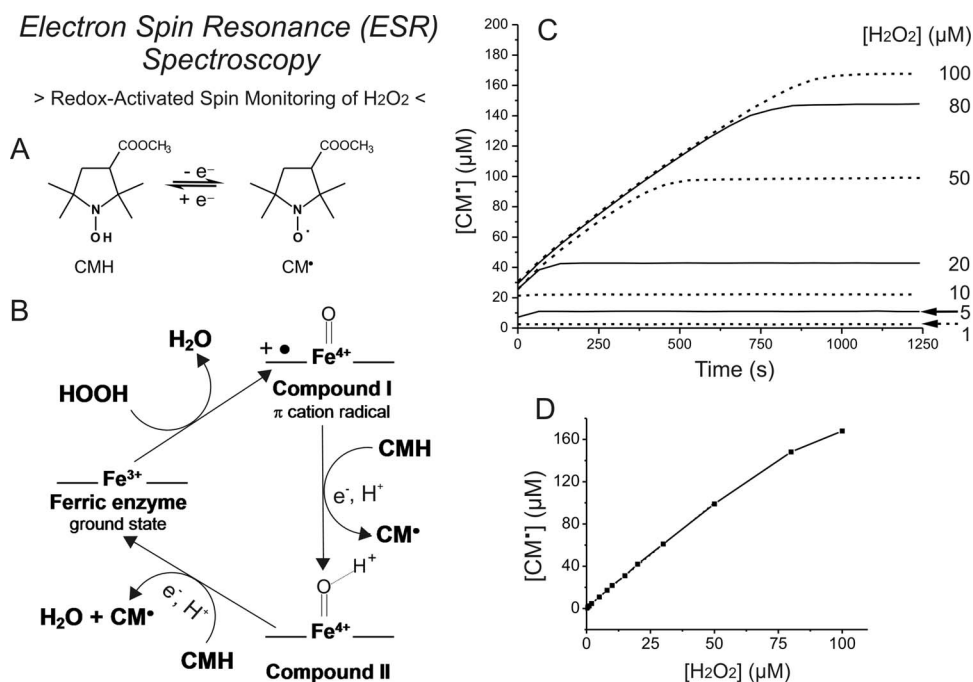 Electron Spin Resonance (ESR)
Spectroscopy
> Redox-Activated Spin Monitoring of H₂O₂ <
A
COOCH₃
N
OH
CMH
- e⁻
+ e⁻
COOCH₃
N
O·
CM•
B
H₂O
HOOH
+ •
O
Fe⁴⁺
Compound I
π cation radical
CMH
e⁻, H⁺
CM•
Fe³⁺
Ferric enzyme
ground state
H⁺
O
Fe⁴⁺
Compound II
e⁻, H⁺
H₂O + CM•
CMH
C
[H₂O₂] (µM)
100
80
50
20
10
5
1
[CM•] (µM)
200
180
160
140
120
100
80
60
40
20
0
0 250 500 750 1000 1250
Time (s)
D
[CM•] (µM)
160
120
80
40
0
0 25 50 75 100
[H₂O₂] (µM)